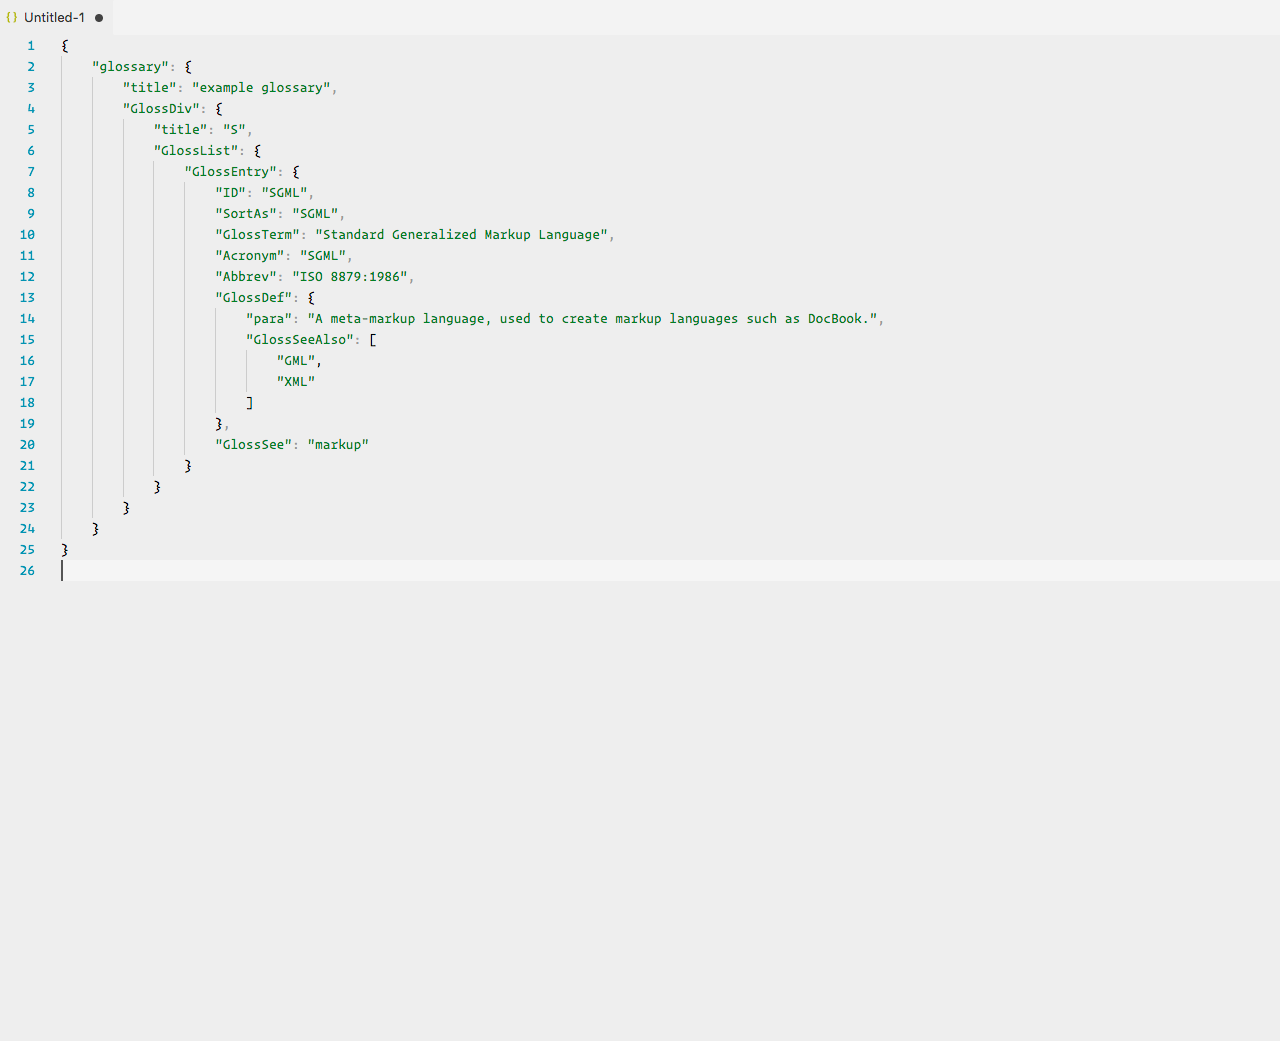 {} Untitled-1 ●
1 {
2     "glossary": {
3         "title": "example glossary",
4         "GlossDiv": {
5             "title": "S",
6             "GlossList": {
7                 "GlossEntry": {
8                     "ID": "SGML",
9                     "SortAs": "SGML",
10                     "GlossTerm": "Standard Generalized Markup Language",
11                     "Acronym": "SGML",
12                     "Abbrev": "ISO 8879:1986",
13                     "GlossDef": {
14                         "para": "A meta-markup language, used to create markup languages such as DocBook.",
15                         "GlossSeeAlso": [
16                             "GML",
17                             "XML"
18                         ]
19                     },
20                     "GlossSee": "markup"
21                 }
22             }
23         }
24     }
25 }
26